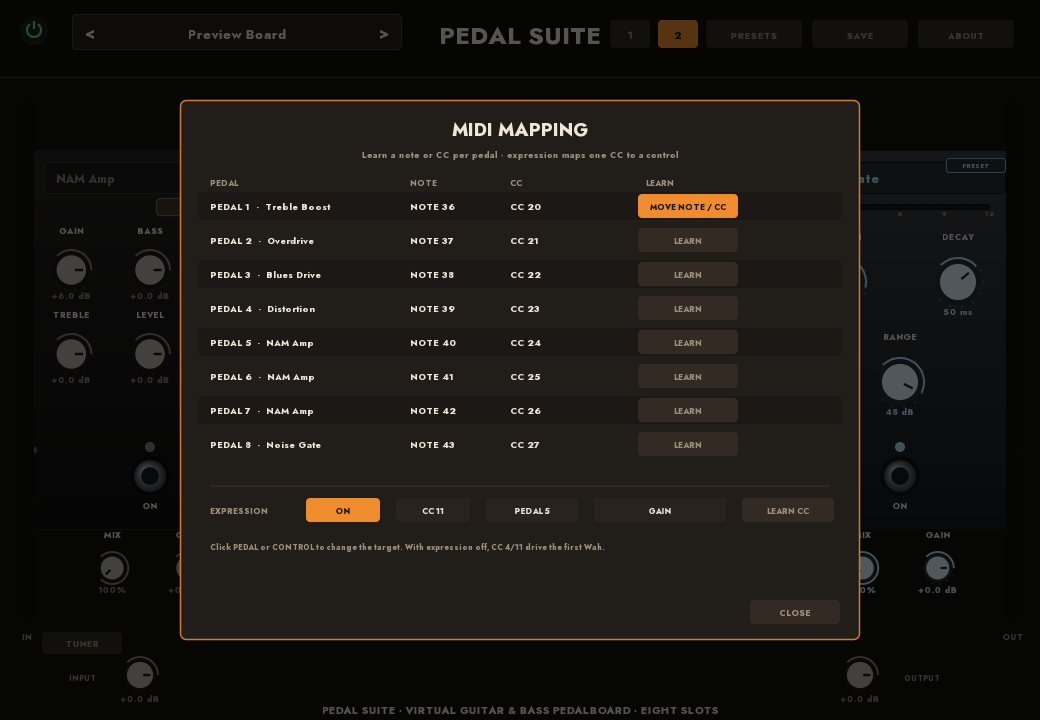 < Preview Board > PEDAL SUITE 1 2 PRESETS SAVE ABOUT
MIDI MAPPING
Learn a note or CC per pedal · expression maps one CC to a control
PEDAL NOTE CC LEARN
PEDAL 1 · Treble Boost NOTE 36 CC 20 MOVE NOTE / CC
PEDAL 2 · Overdrive NOTE 37 CC 21 LEARN
PEDAL 3 · Blues Drive NOTE 38 CC 22 LEARN
PEDAL 4 · Distortion NOTE 39 CC 23 LEARN
PEDAL 5 · NAM Amp NOTE 40 CC 24 LEARN
PEDAL 6 · NAM Amp NOTE 41 CC 25 LEARN
PEDAL 7 · NAM Amp NOTE 42 CC 26 LEARN
PEDAL 8 · Noise Gate NOTE 43 CC 27 LEARN
EXPRESSION ON CC 11 PEDAL 5 GAIN LEARN CC
Click PEDAL or CONTROL to change the target. With expression off, CC 4/11 drive the first Wah.
CLOSE
NAM Amp
GAIN BASS
+6.0 dB +0.0 dB
TREBLE LEVEL
+0.0 dB +0.0 dB
ON
MIX
100%
PRESET
6 9 12
DECAY
50 ms
RANGE
48 dB
ON
GAIN
+0.0 dB
IN TUNER OUT
INPUT OUTPUT
+0.0 dB +0.0 dB
PEDAL SUITE · VIRTUAL GUITAR & BASS PEDALBOARD · EIGHT SLOTS